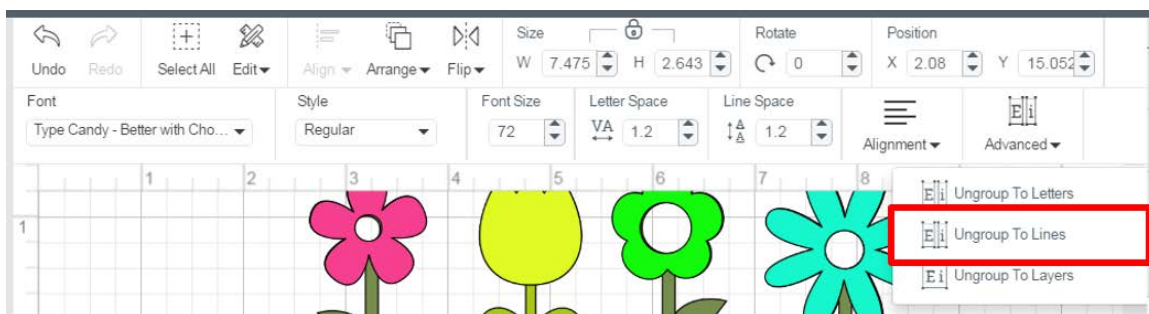 Size Rotate Position
W 7.475 H 2.643 0 X 2.08 Y 15.052
Undo Redo Select All Edit Align Arrange Flip
Font Style Font Size Letter Space Line Space
Type Candy - Better with Cho... Regular 72 VA 1.2 A A 1.2
Alignment Advanced
1 2 3 4 5 6 7 8
E i Ungroup To Letters
1
E i Ungroup To Lines
E i Ungroup To Layers